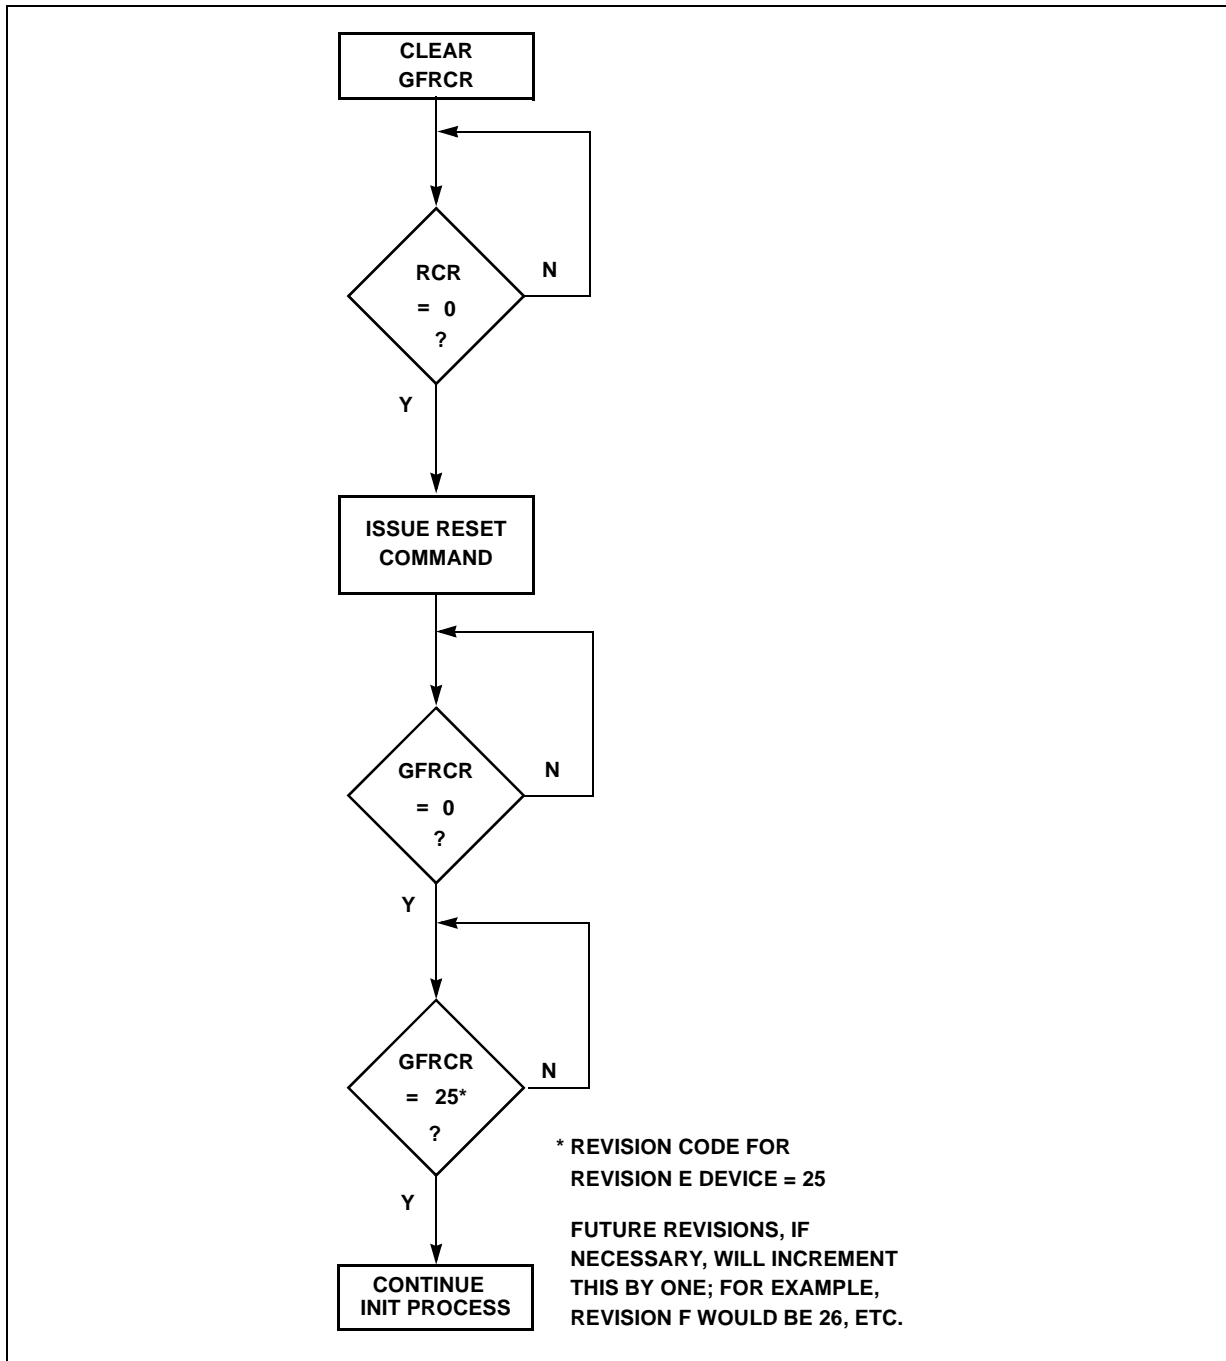 CLEAR
GFRCR
RCR
= 0
?
N
Y
ISSUE RESET
COMMAND
GFRCR
= 0
?
N
Y
GFRCR
= 25*
?
N
Y
* REVISION CODE FOR
REVISION E DEVICE = 25
FUTURE REVISIONS, IF
NECESSARY, WILL INCREMENT
THIS BY ONE; FOR EXAMPLE,
REVISION F WOULD BE 26, ETC.
CONTINUE
INIT PROCESS